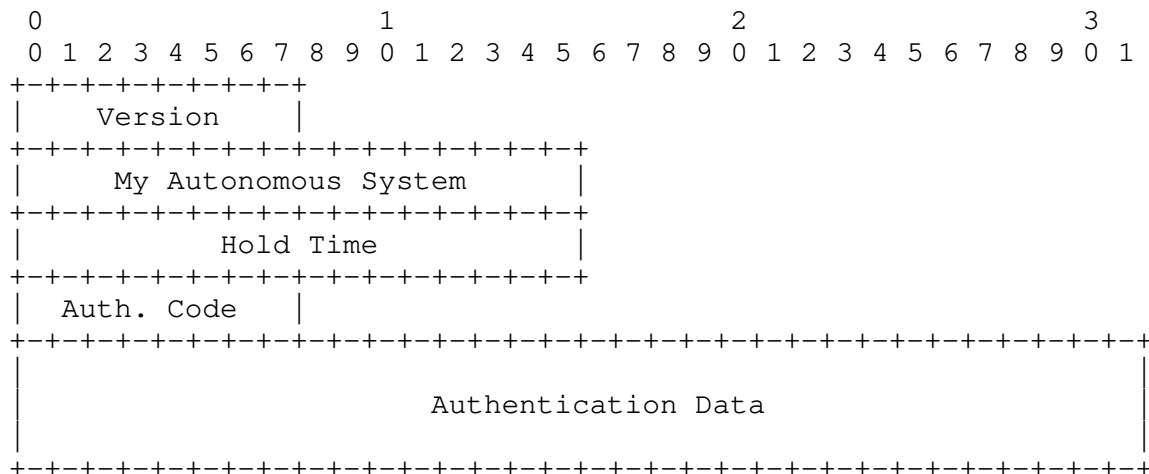 0                   1                   2                   3
 0 1 2 3 4 5 6 7 8 9 0 1 2 3 4 5 6 7 8 9 0 1 2 3 4 5 6 7 8 9 0 1
+-+-+-+-+-+-+-+-+
|    Version    |
+-+-+-+-+-+-+-+-+-+-+-+-+-+-+-+-+
|     My Autonomous System      |
+-+-+-+-+-+-+-+-+-+-+-+-+-+-+-+-+
|           Hold Time           |
+-+-+-+-+-+-+-+-+-+-+-+-+-+-+-+-+
|  Auth. Code   |
+-+-+-+-+-+-+-+-+-+-+-+-+-+-+-+-+-+-+-+-+-+-+-+-+-+-+-+-+-+-+-+-+
|                                                               |
|                       Authentication Data                     |
|                                                               |
+-+-+-+-+-+-+-+-+-+-+-+-+-+-+-+-+-+-+-+-+-+-+-+-+-+-+-+-+-+-+-+-+